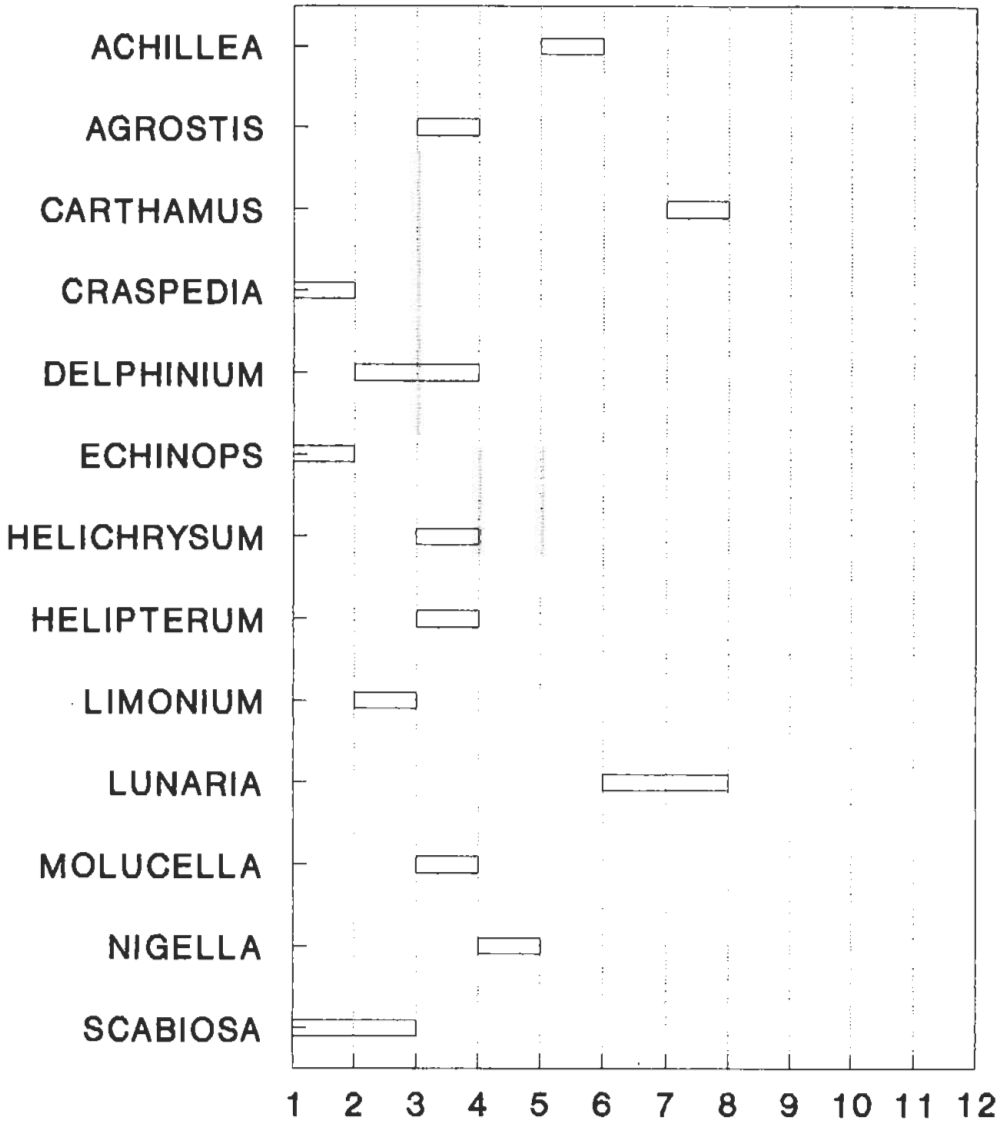 ACHILLEA
AGROSTIS
CARTHAMUS
CRASPEDIA
DELPHINIUM
ECHINOPS
HELICHRYSUM
HELIPTERUM
LIMONIUM
LUNARIA
MOLUCELLA
NIGELLA
SCABIOSA
1 2 3 4 5 6 7 8 9 10 11 12